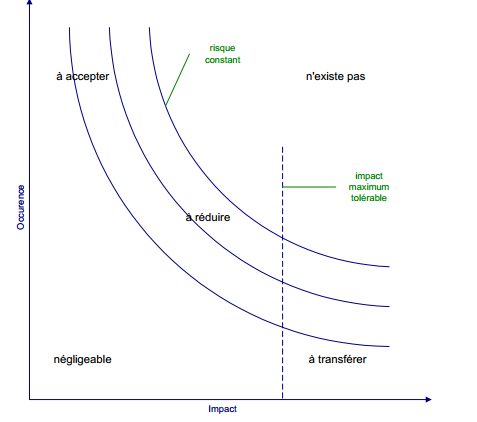 risque
constant
à accepter
n'existe pas
impact
maximum
tolérable
Occurence
à réduire
négligeable
à transférer
Impact